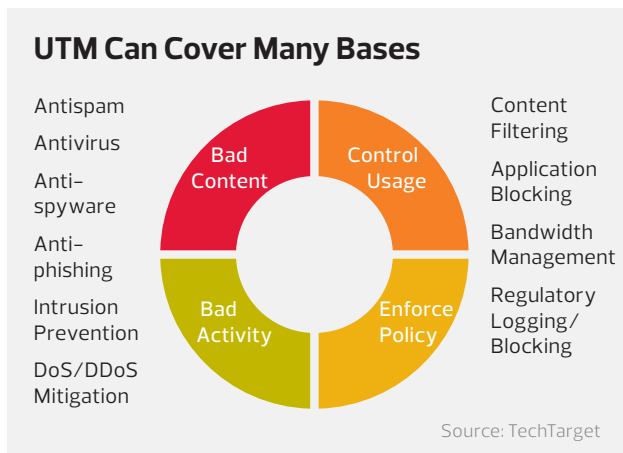 UTM Can Cover Many Bases
Antispam
Antivirus
Anti-
spyware
Anti-
phishing
Intrusion
Prevention
DoS/DDoS
Mitigation
Bad
Content
Control
Usage
Bad
Activity
Enforce
Policy
Content
Filtering
Application
Blocking
Bandwidth
Management
Regulatory
Logging/
Blocking
Source: TechTarget